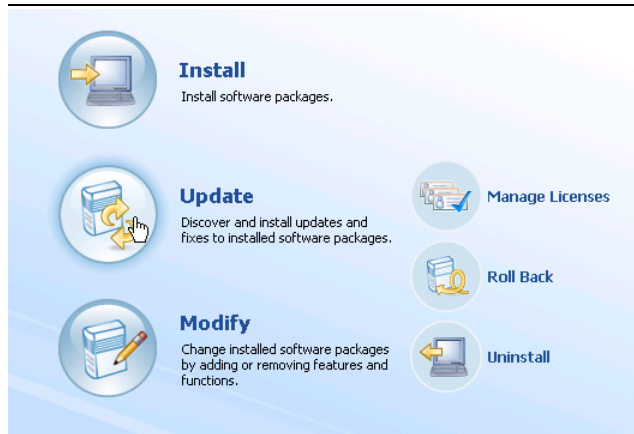 Install
Install software packages.
Update
Discover and install updates and
fixes to installed software packages.
Modify
Change installed software packages
by adding or removing features and
functions.
Manage Licenses
Roll Back
Uninstall